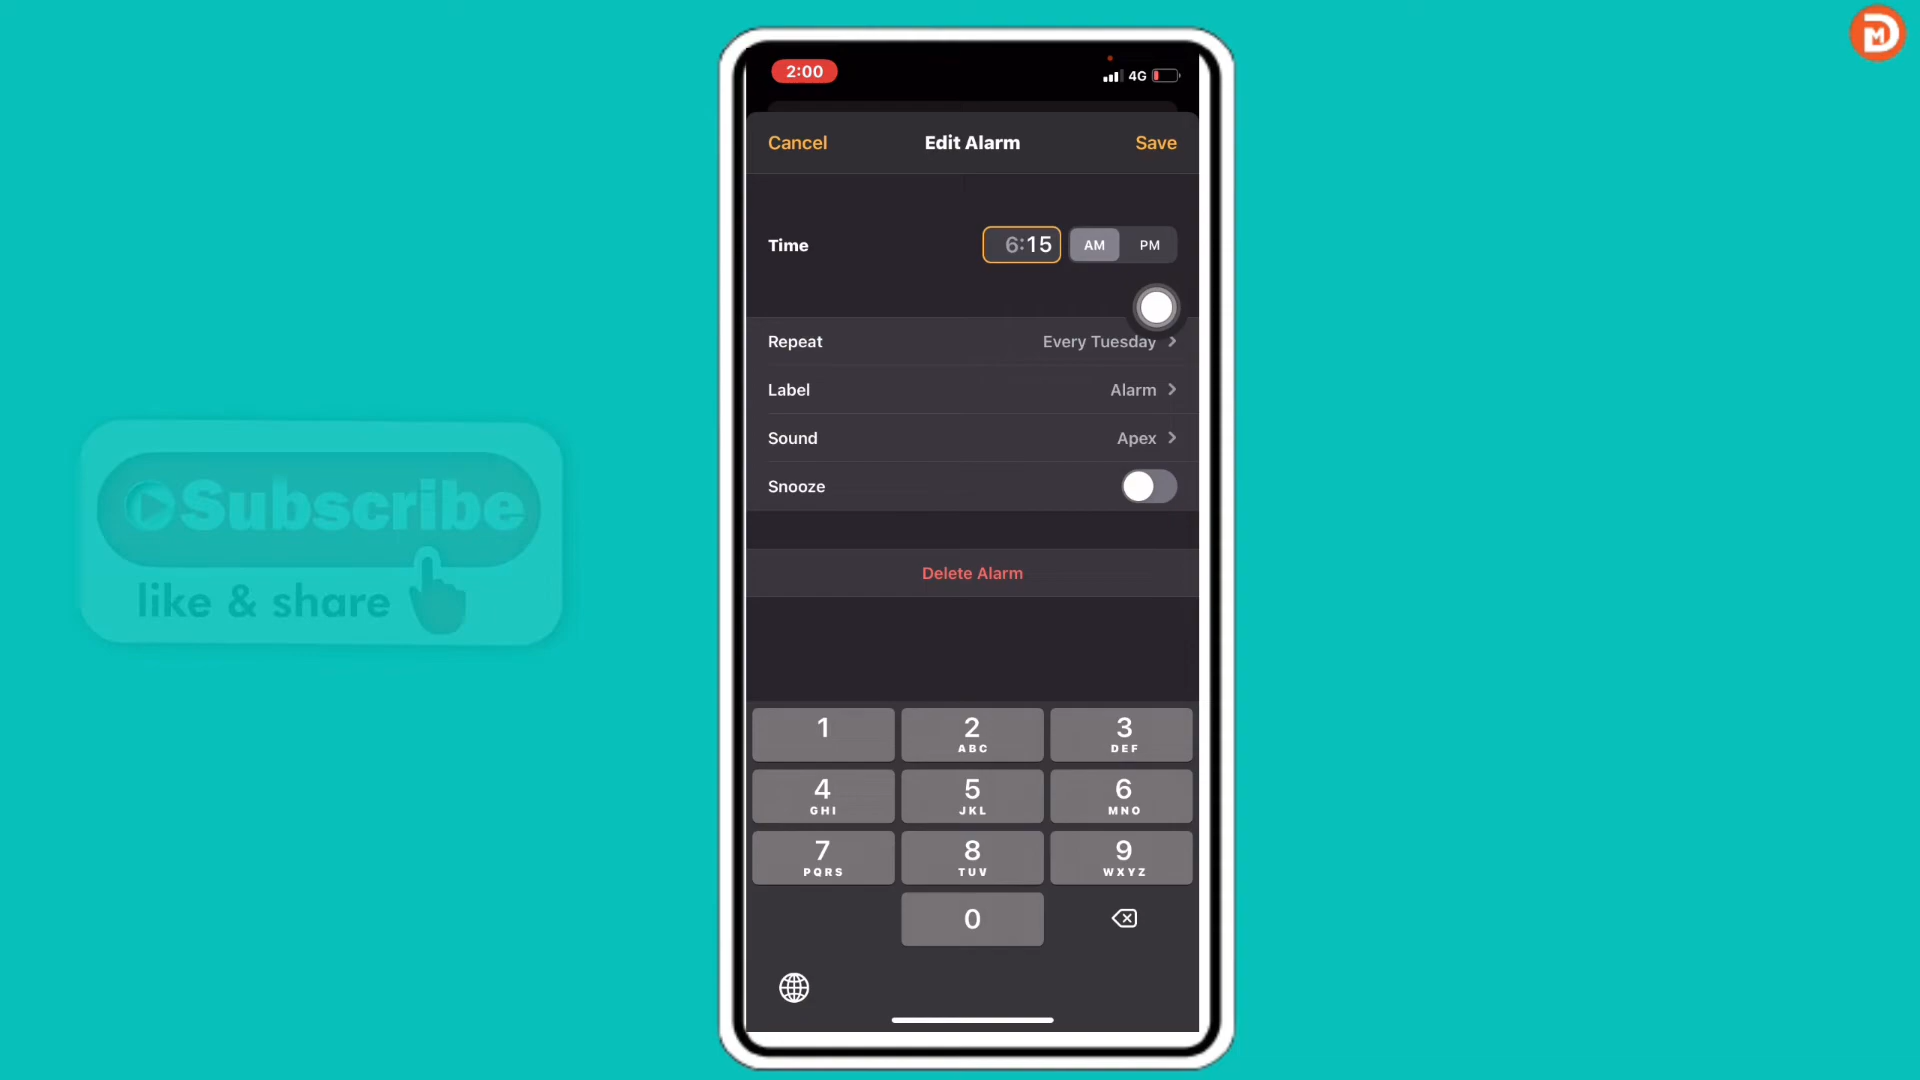 2:00 4G
Cancel Edit Alarm Save
Time 6:15 AM PM
Repeat Every Tuesday
Label Alarm
Sound Apex
Snooze
Delete Alarm
1 2 3
ABC DEF
4 5 6
GHI JKL MNO
7 8 9
PQRS TUV WXYZ
0
Subscribe
like & share
DM